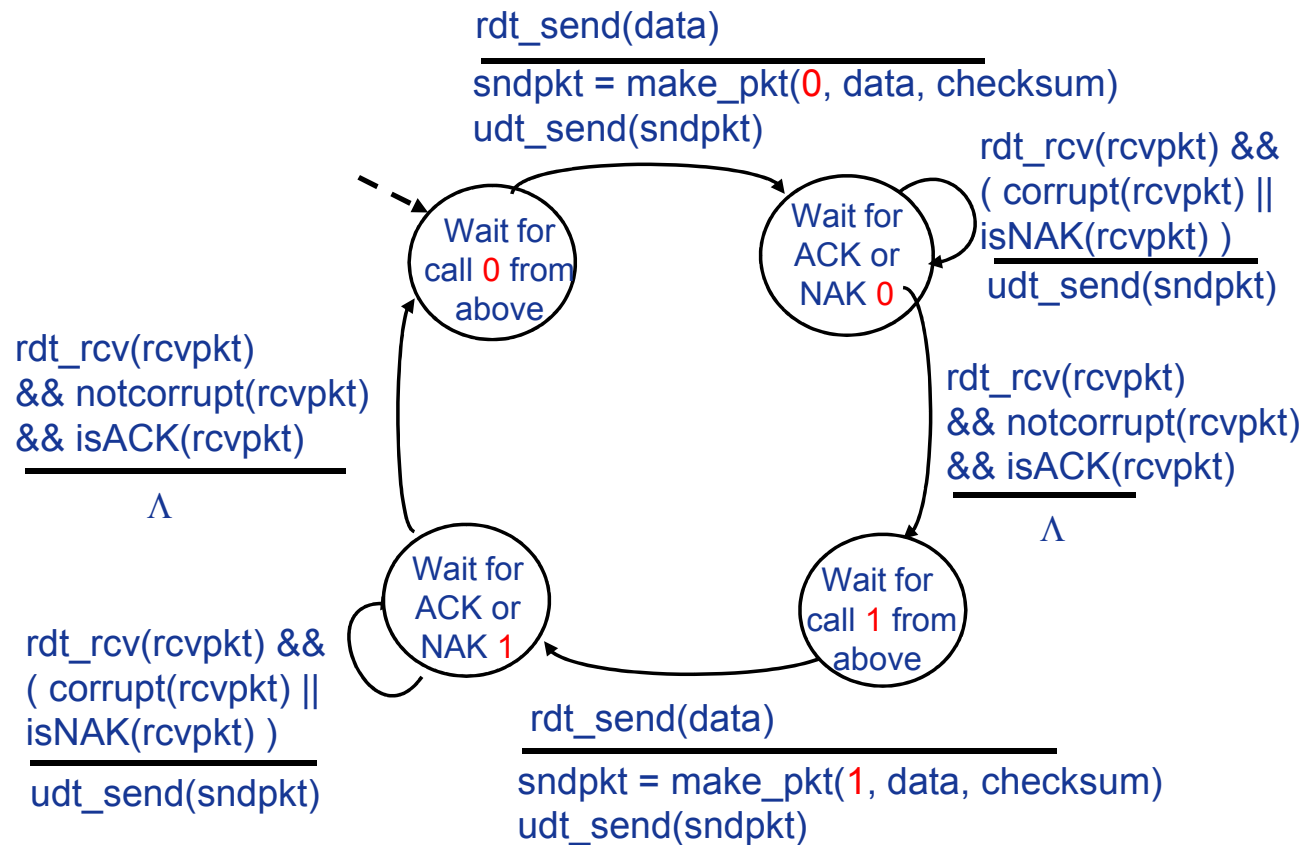 rdt_send(data)
sndpkt = make_pkt(0, data, checksum)
udt_send(sndpkt)
rdt_rcv(rcvpkt) &&
( corrupt(rcvpkt) ||
isNAK(rcvpkt) )
udt_send(sndpkt)
Wait for
call 0 from
above
Wait for
ACK or
NAK 0
rdt_rcv(rcvpkt)
&& notcorrupt(rcvpkt)
&& isACK(rcvpkt)
Λ
rdt_rcv(rcvpkt)
&& notcorrupt(rcvpkt)
&& isACK(rcvpkt)
Λ
Wait for
ACK or
NAK 1
Wait for
call 1 from
above
rdt_rcv(rcvpkt) &&
( corrupt(rcvpkt) ||
isNAK(rcvpkt) )
udt_send(sndpkt)
rdt_send(data)
sndpkt = make_pkt(1, data, checksum)
udt_send(sndpkt)